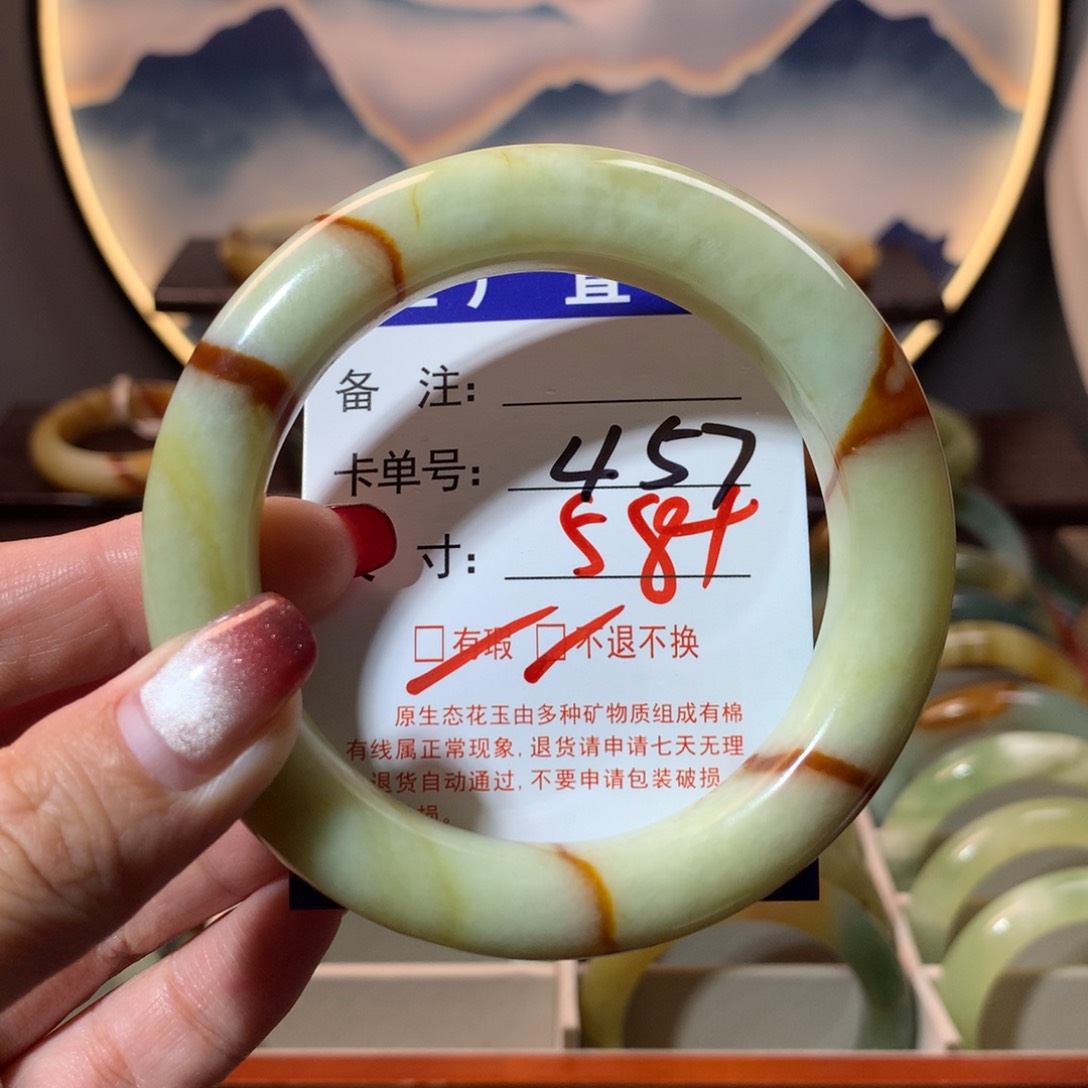 厂 直
备 注:
卡单号: 457
寸: 58+
□有瑕 □不退不换
原生态花玉由多种矿物质组成有棉
有线属正常现象,退货请申请七天无理
退货自动通过,不要申请包装破损
损。